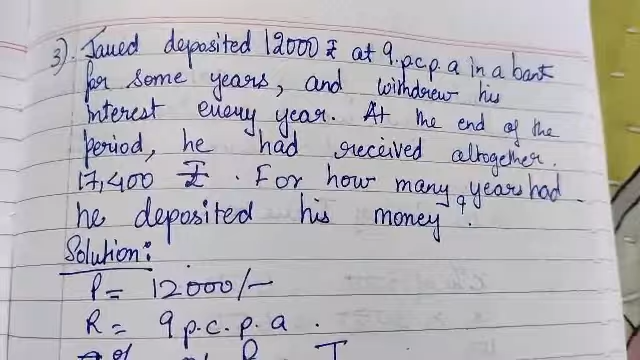 3). Javed deposited 12000 ₹ at 9.p.c.p.a in a bank
for some years, and withdrew his
interest every year. At the end of the
period, he had received altogether.
17,400 ₹. For how many years had
he deposited his money ?
Solution:
P = 12000/-
R = 9 p.c.p.a.